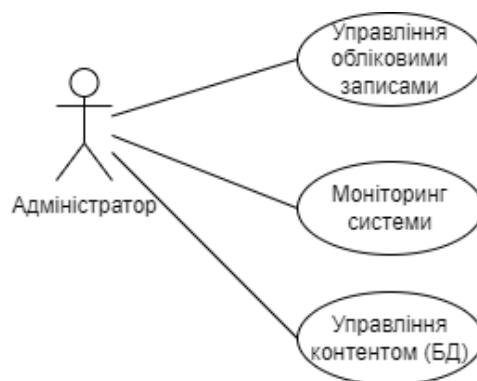 Управління
обліковими
записами
Адміністратор
Моніторинг
системи
Управління
контентом (БД)